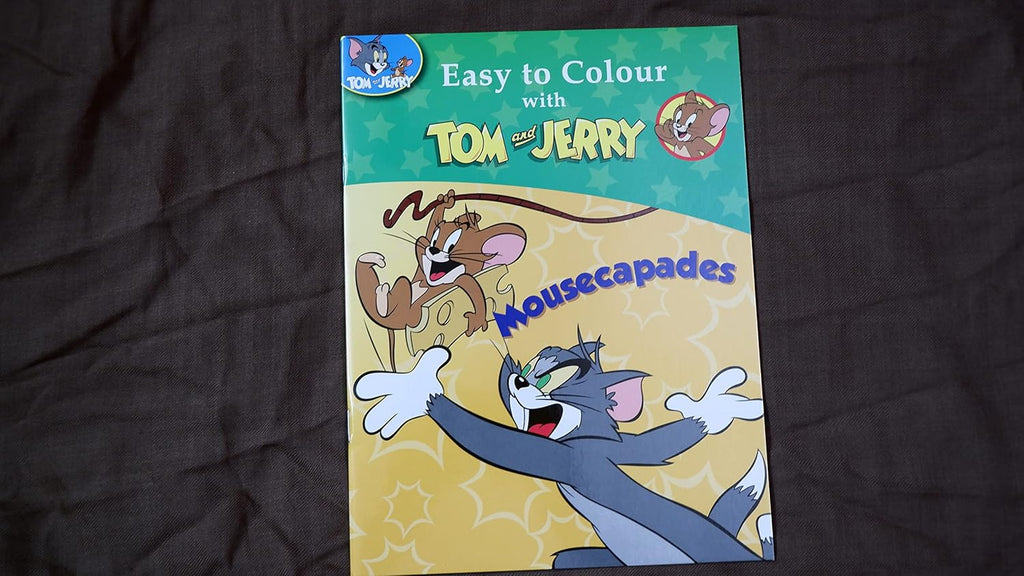 TOM and JERRY
Easy to Colour
with
TOM and JERRY
Mousecapades